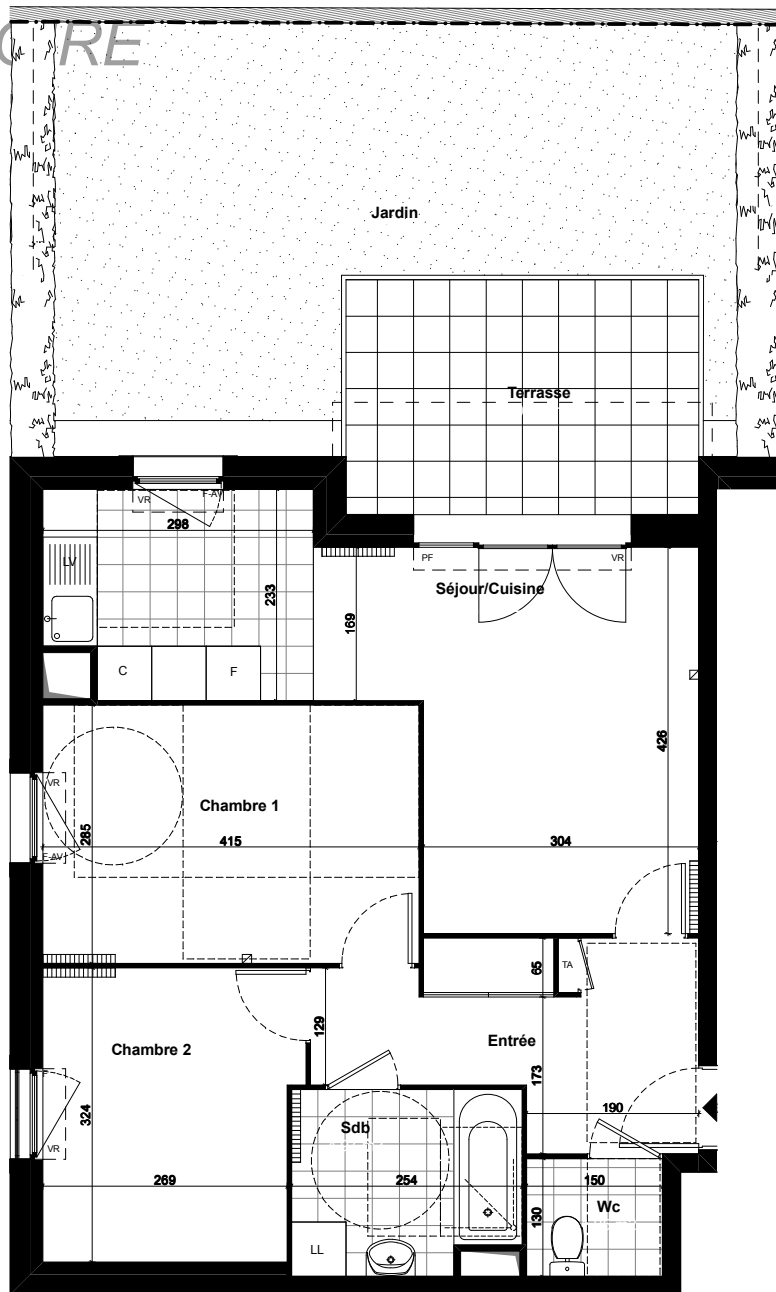 RE
Jardin
Terrasse
VR
F-AV
298
LV
PF
VR
Séjour/Cuisine
233
169
C
F
426
VR
Chambre 1
285
415
304
F-AV
65
TA
Entrée
129
Chambre 2
173
324
190
VR
Sdb
269
254
150
Wc
130
LL